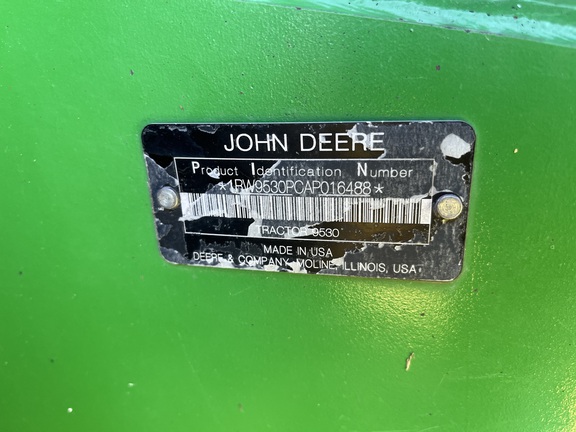 JOHN DEERE
Product Identification Number
*1RW9530PCAP016488*
TRACTOR 9530
MADE IN USA
DEERE & COMPANY, MOLINE, ILLINOIS, USA